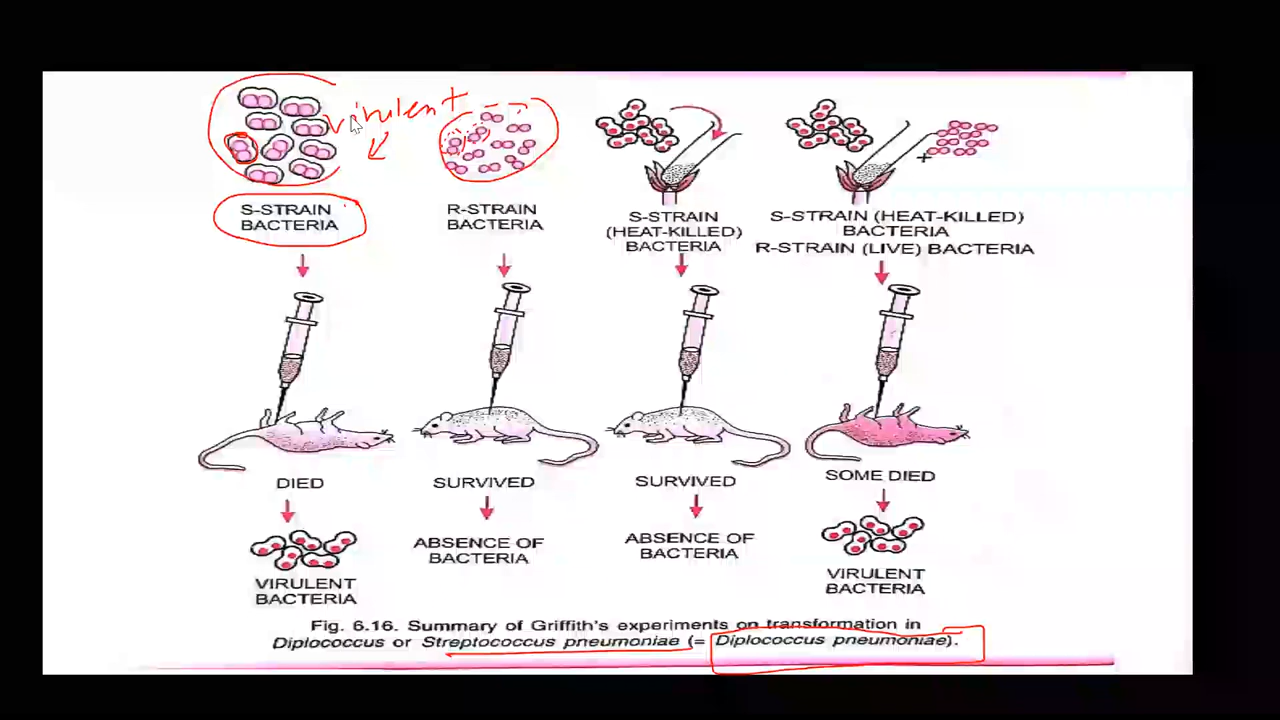 virulent
S-STRAIN
BACTERIA
R-STRAIN
BACTERIA
S-STRAIN
(HEAT-KILLED)
BACTERIA
S-STRAIN (HEAT-KILLED)
BACTERIA
R-STRAIN (LIVE) BACTERIA
+
DIED
SURVIVED
SURVIVED
SOME DIED
VIRULENT
BACTERIA
ABSENCE OF
BACTERIA
ABSENCE OF
BACTERIA
VIRULENT
BACTERIA
Fig. 6.16. Summary of Griffith's experiments on transformation in
Diplococcus or Streptococcus pneumoniae (= Diplococcus pneumoniae).